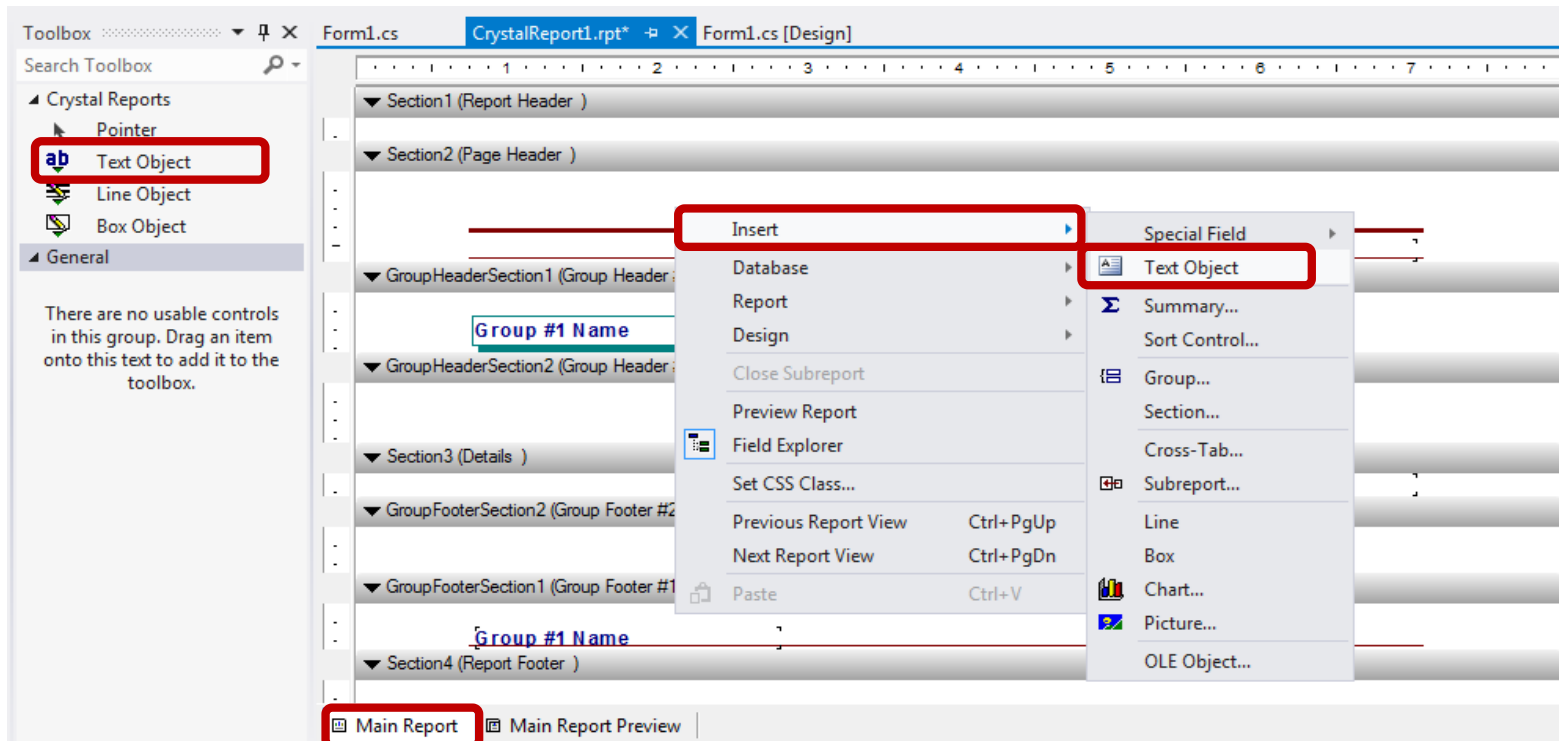 Toolbox
Search Toolbox
Crystal Reports
Pointer
ab Text Object
Line Object
Box Object
General
There are no usable controls
in this group. Drag an item
onto this text to add it to the
toolbox.
Form1.cs CrystalReport1.rpt* Form1.cs [Design]
1 2 3 4 5 6 7
Section1 (Report Header )
Section2 (Page Header )
GroupHeaderSection1 (Group Header
Group #1 Name
GroupHeaderSection2 (Group Header
Section3 (Details )
GroupFooterSection2 (Group Footer #2
GroupFooterSection1 (Group Footer #1
Group #1 Name
Section4 (Report Footer )
Main Report Main Report Preview
Insert
Database
Report
Design
Close Subreport
Preview Report
Field Explorer
Set CSS Class...
Previous Report View Ctrl+PgUp
Next Report View Ctrl+PgDn
Paste Ctrl+V
Special Field
Text Object
Σ Summary...
Sort Control...
Group...
Section...
Cross-Tab...
Subreport...
Line
Box
Chart...
Picture...
OLE Object...